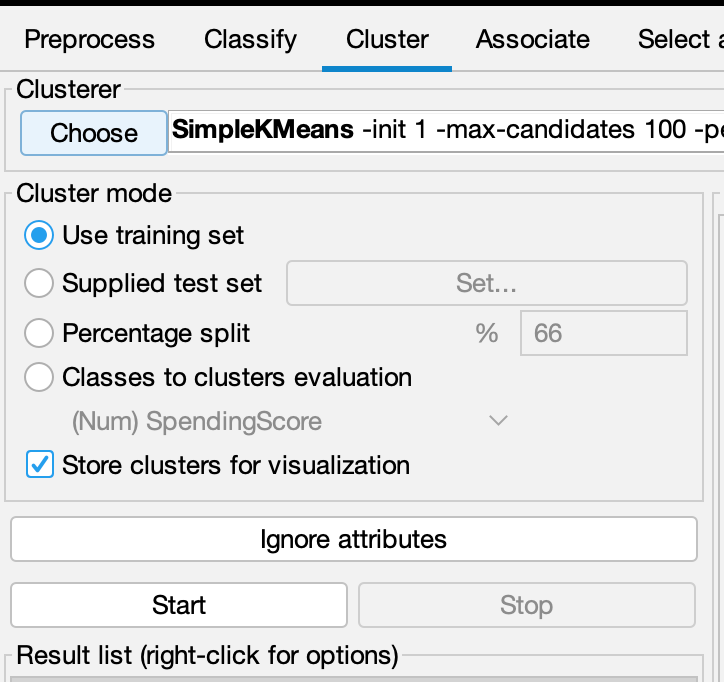 Preprocess Classify Cluster Associate Select
Clusterer
Choose SimpleKMeans -init 1 -max-candidates 100
Cluster mode
Use training set
Supplied test set Set...
Percentage split % 66
Classes to clusters evaluation
(Num) SpendingScore
Store clusters for visualization
Ignore attributes
Start Stop
Result list (right-click for options)